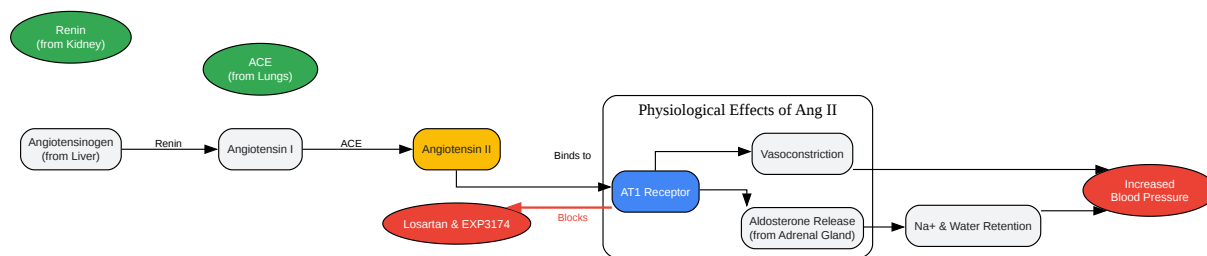 Renin
(from Kidney)
ACE
(from Lungs)
Physiological Effects of Ang II
Angiotensinogen
(from Liver)
Renin
Angiotensin I
ACE
Angiotensin II
Binds to
AT1 Receptor
Vasoconstriction
Increased
Blood Pressure
Losartan & EXP3174
Blocks
Aldosterone Release
(from Adrenal Gland)
Na+ & Water Retention